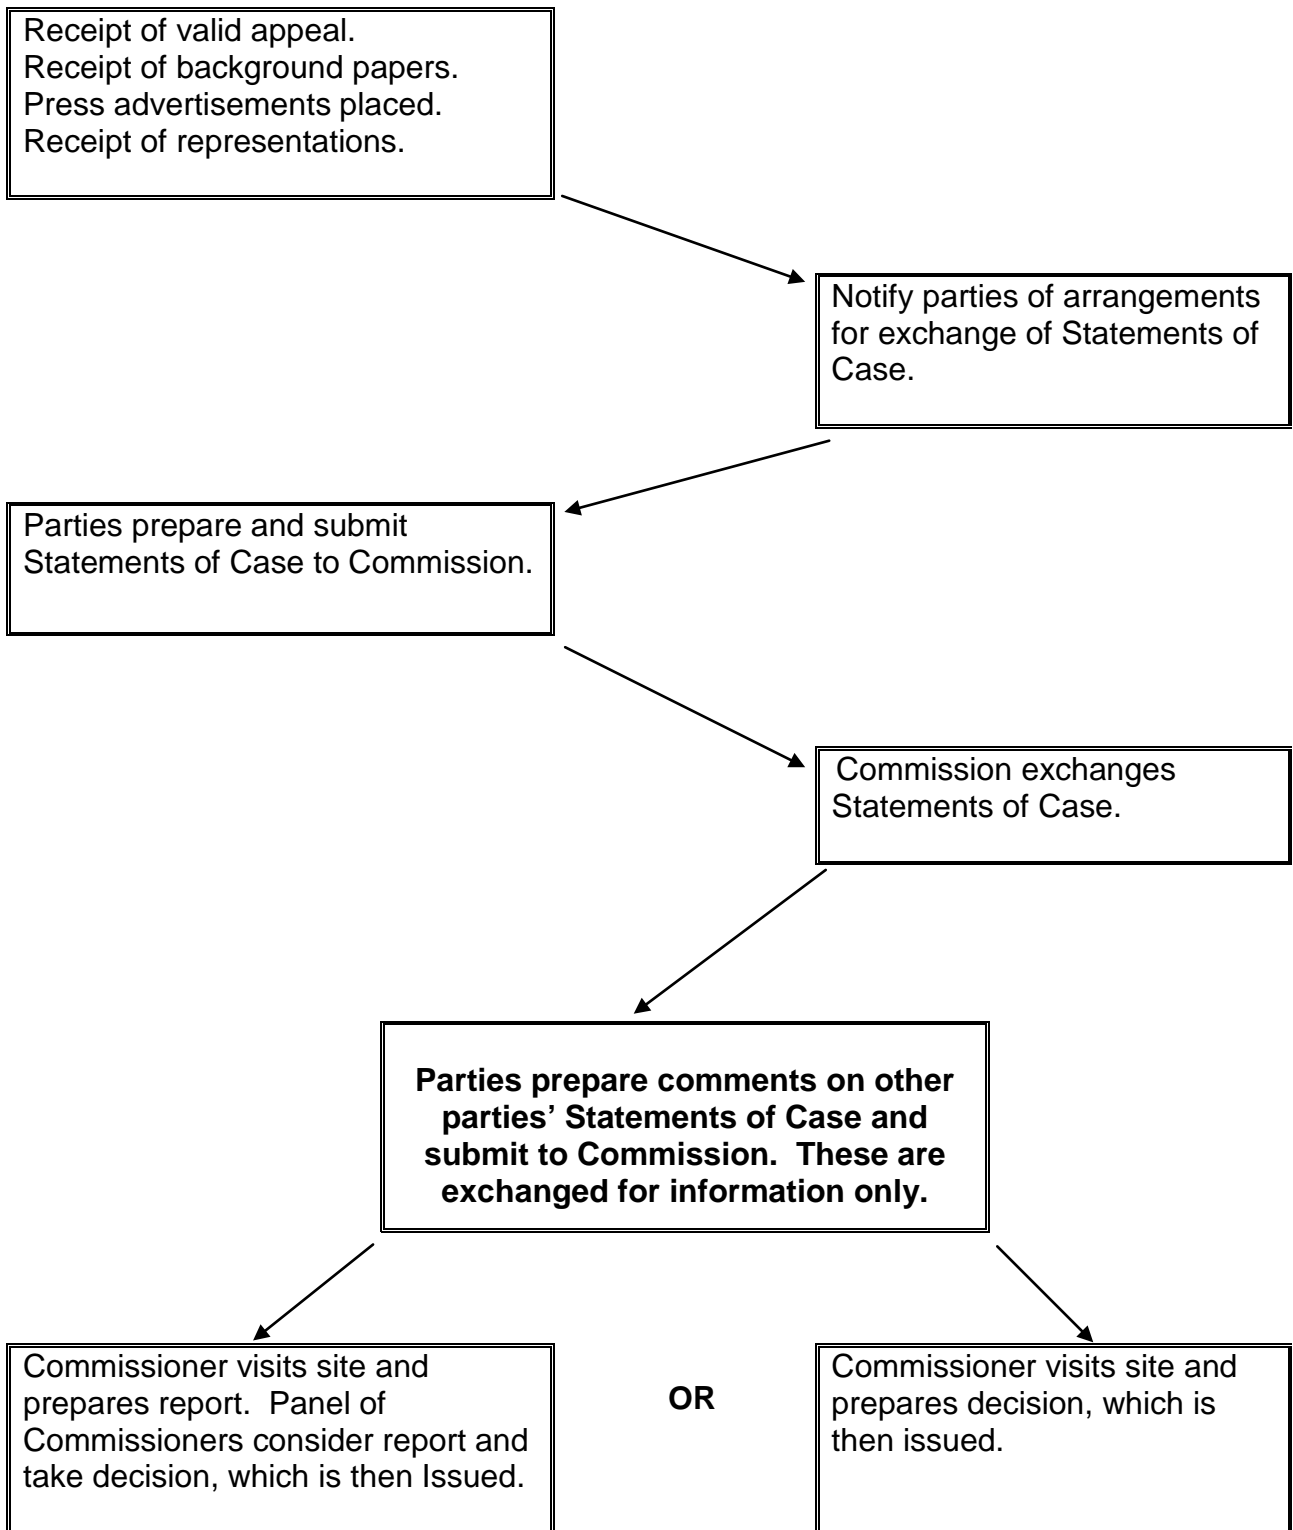 Receipt of valid appeal.
Receipt of background papers.
Press advertisements placed.
Receipt of representations.
Notify parties of arrangements
for exchange of Statements of
Case.
Parties prepare and submit
Statements of Case to Commission.
Commission exchanges
Statements of Case.
Parties prepare comments on other
parties’ Statements of Case and
submit to Commission.  These are
exchanged for information only.
Commissioner visits site and
prepares report.  Panel of
Commissioners consider report and
take decision, which is then Issued.
OR
Commissioner visits site and
prepares decision, which is
then issued.